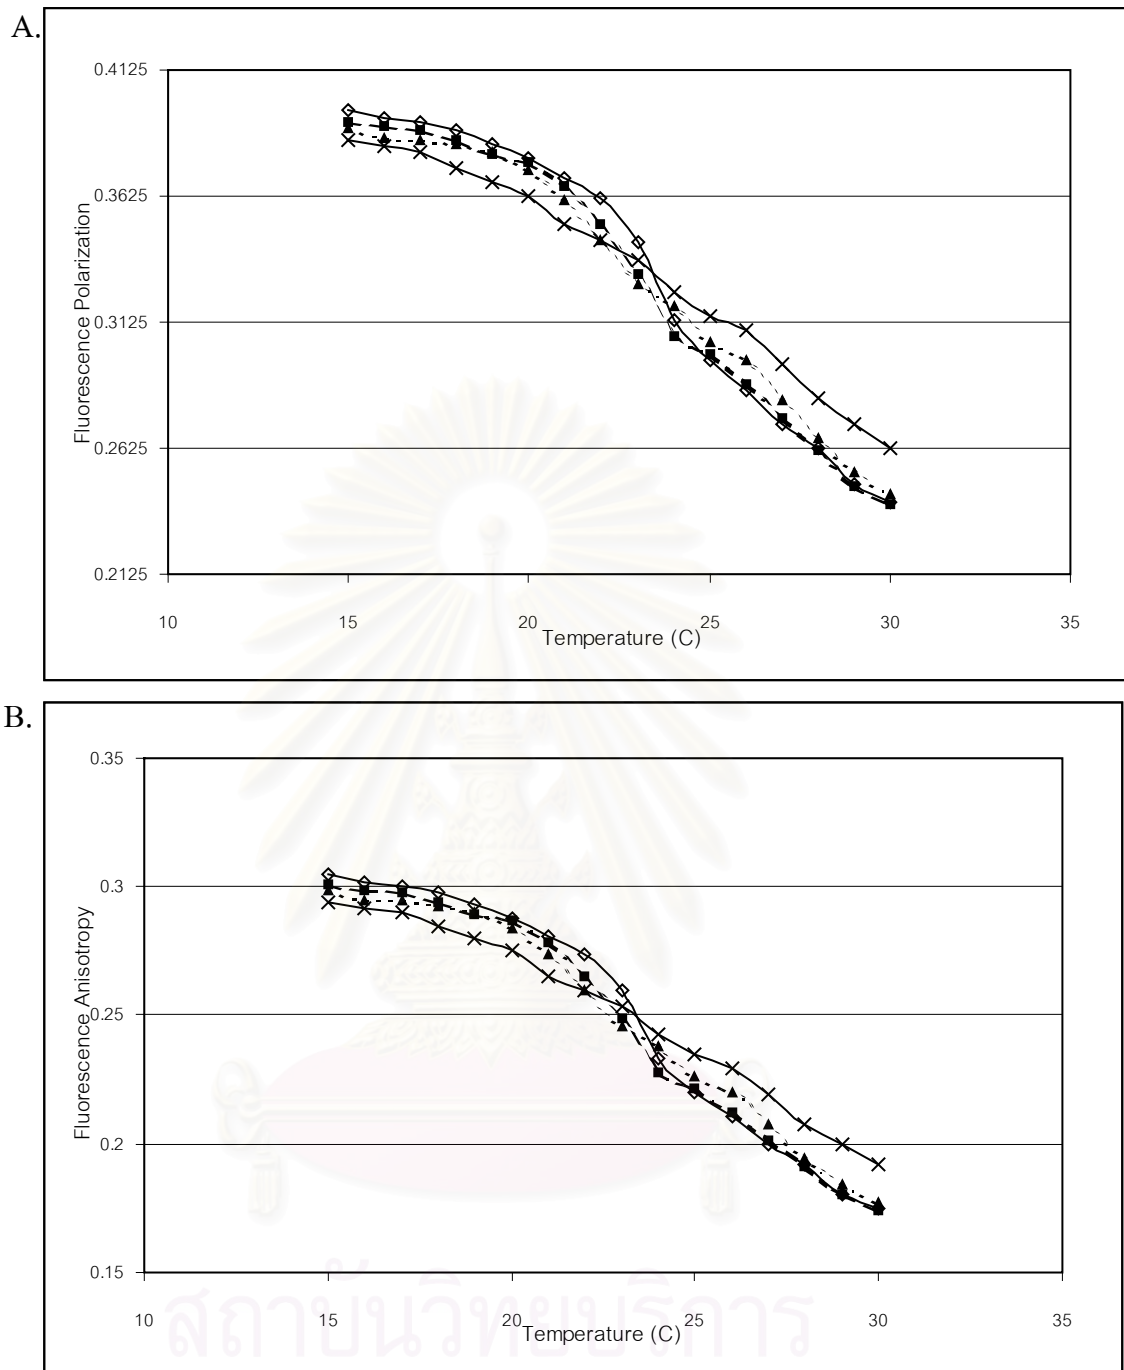 A.
0.4125
0.3625
0.3125
0.2625
0.2125
Fluorescence Polarization
10 15 20 25 30 35
Temperature (C)
B.
0.35
0.3
0.25
0.2
0.15
Fluorescence Anisotropy
10 15 20 25 30 35
Temperature (C)
สถาบันวิทยบริการ